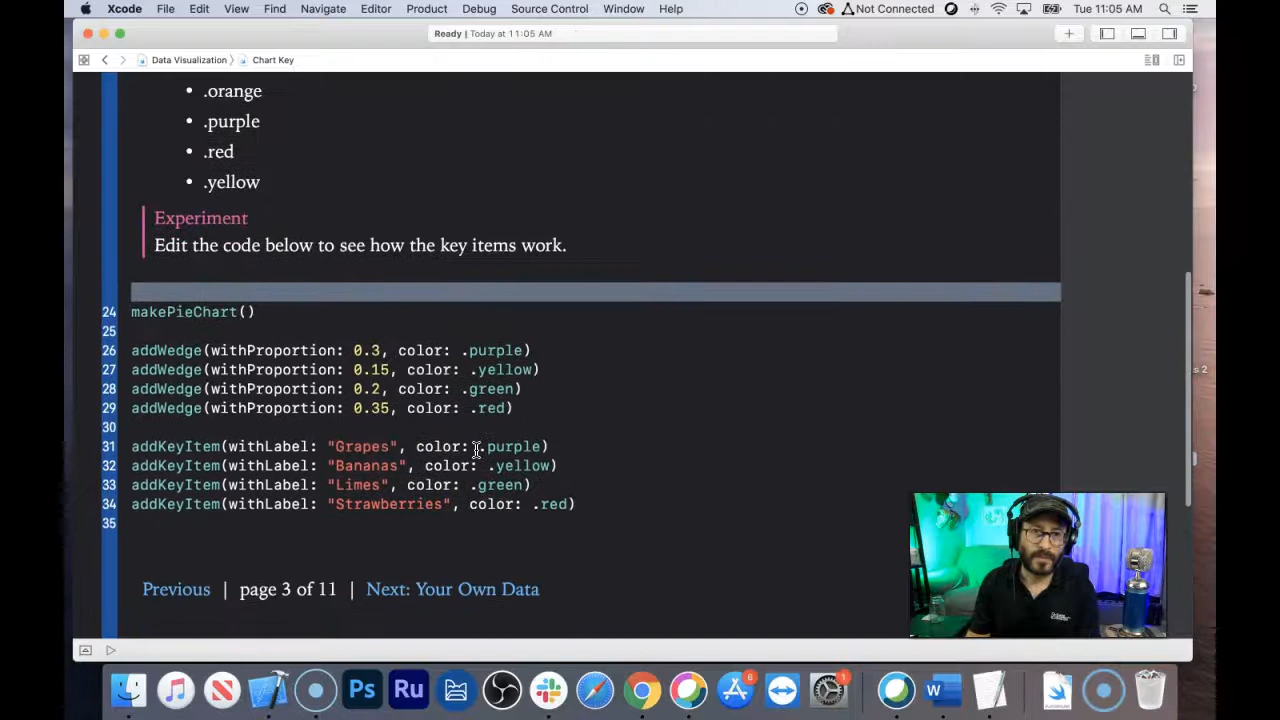 Xcode File Edit View Find Navigate Editor Product Debug Source Control Window Help Not Connected Tue 11:05 AM
Ready | Today at 11:05 AM
Data Visualization Chart Key
• .orange
• .purple
• .red
• .yellow
Experiment
Edit the code below to see how the key items work.
24 makePieChart()
25
26 addWedge(withProportion: 0.3, color: .purple)
27 addWedge(withProportion: 0.15, color: .yellow)
28 addWedge(withProportion: 0.2, color: .green)
29 addWedge(withProportion: 0.35, color: .red)
30
31 addKeyItem(withLabel: "Grapes", color: .purple)
32 addKeyItem(withLabel: "Bananas", color: .yellow)
33 addKeyItem(withLabel: "Limes", color: .green)
34 addKeyItem(withLabel: "Strawberries", color: .red)
35
Previous | page 3 of 11 | Next: Your Own Data
s 2
Ps Ru 6 W 1